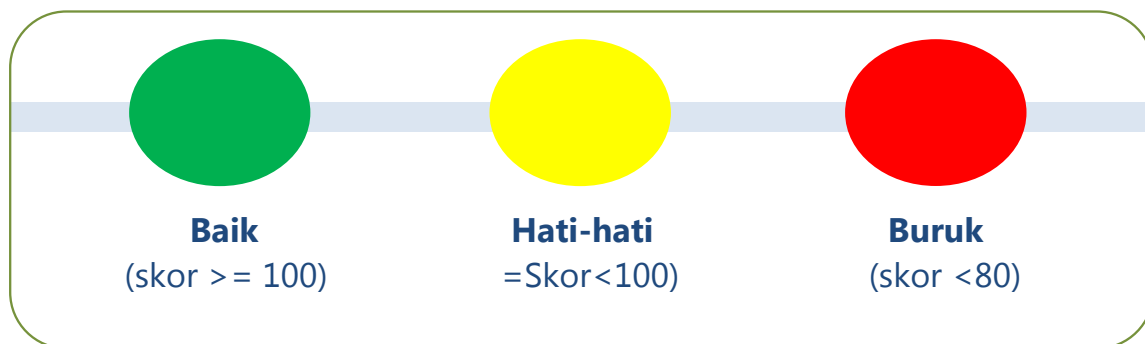 Baik
(skor >= 100)
Hati-hati
=Skor<100)
Buruk
(skor <80)